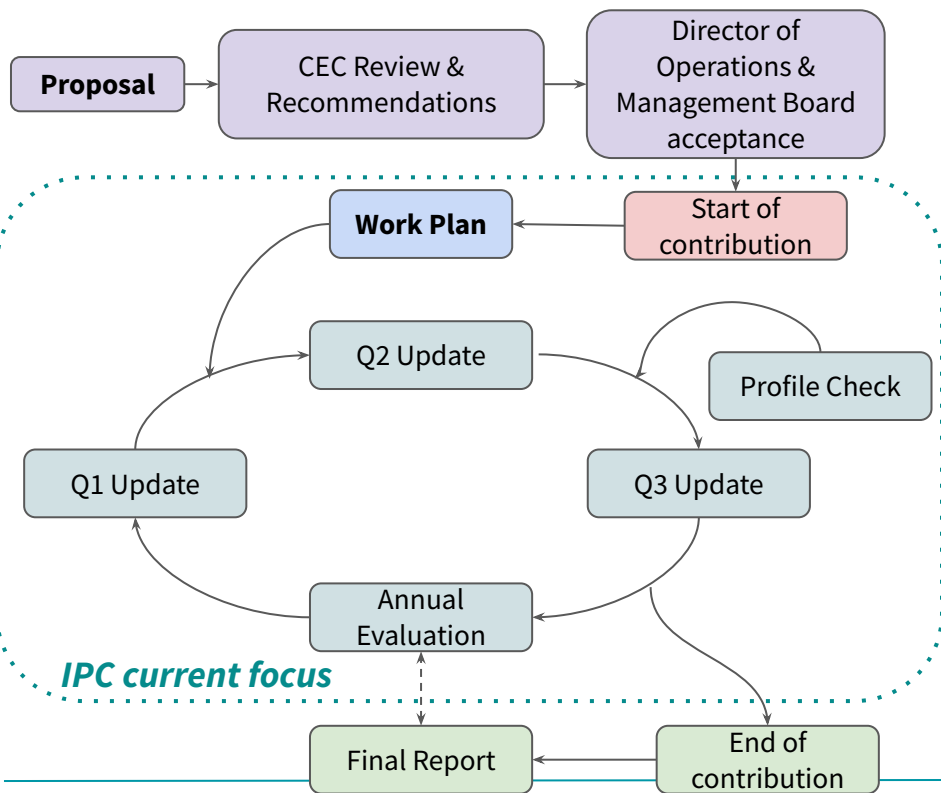 Proposal
CEC Review &
Recommendations
Director of
Operations &
Management Board
acceptance
Work Plan
Start of
contribution
Q2 Update
Profile Check
Q1 Update
Q3 Update
Annual
Evaluation
IPC current focus
Final Report
End of
contribution